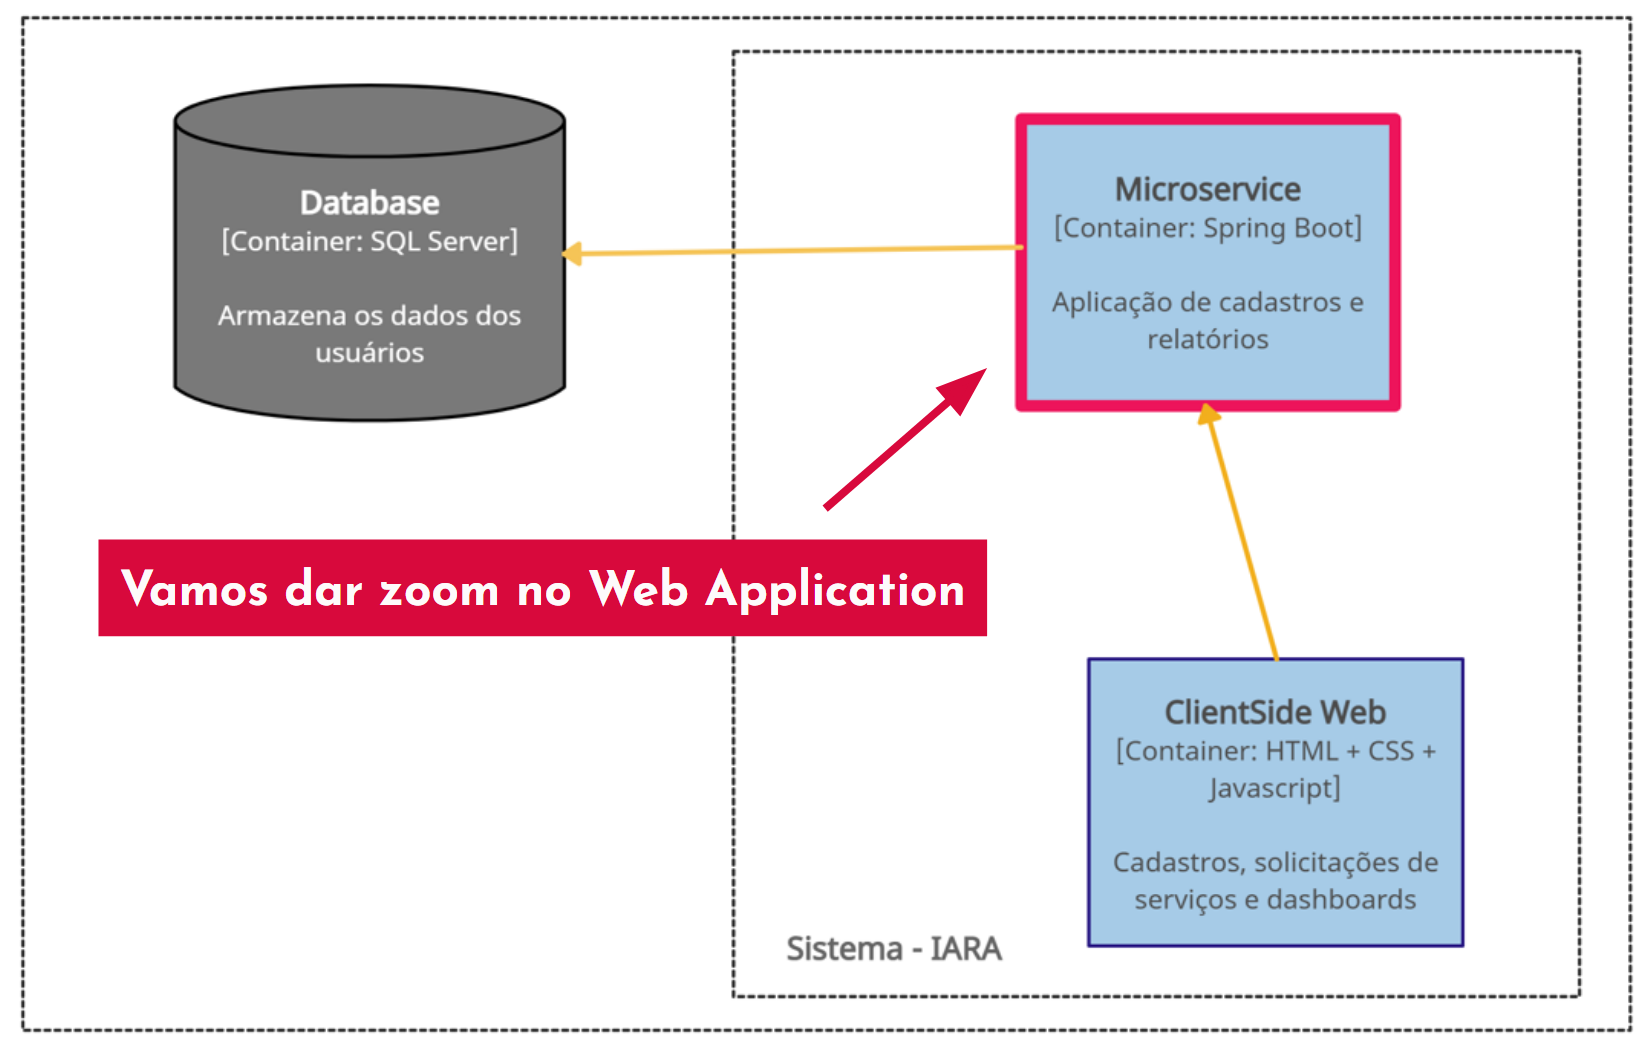 Database
[Container: SQL Server]
Armazena os dados dos
usuários
Microservice
[Container: Spring Boot]
Aplicação de cadastros e
relatórios
Vamos dar zoom no Web Application
ClientSide Web
[Container: HTML + CSS +
Javascript]
Cadastros, solicitações de
serviços e dashboards
Sistema - IARA